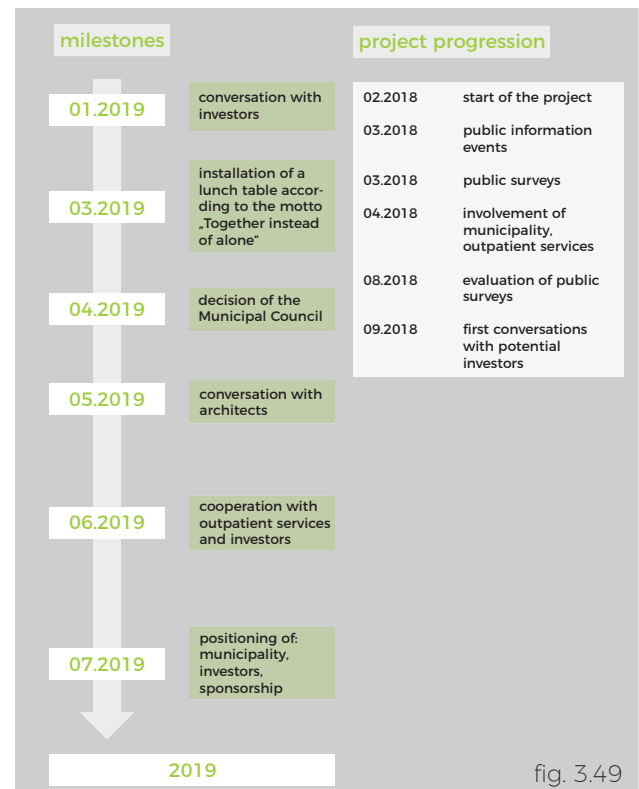 milestones
01.2019
conversation with
investors
03.2019
installation of a
lunch table accor-
ding to the motto
„Together instead
of alone“
04.2019
decision of the
Municipal Council
05.2019
conversation with
architects
06.2019
cooperation with
outpatient services
and investors
07.2019
positioning of:
municipality,
investors,
sponsorship
2019
project progression
02.2018 start of the project
03.2018 public information
events
03.2018 public surveys
04.2018 involvement of
municipality,
outpatient services
08.2018 evaluation of public
surveys
09.2018 first conversations
with potential
investors
fig. 3.49